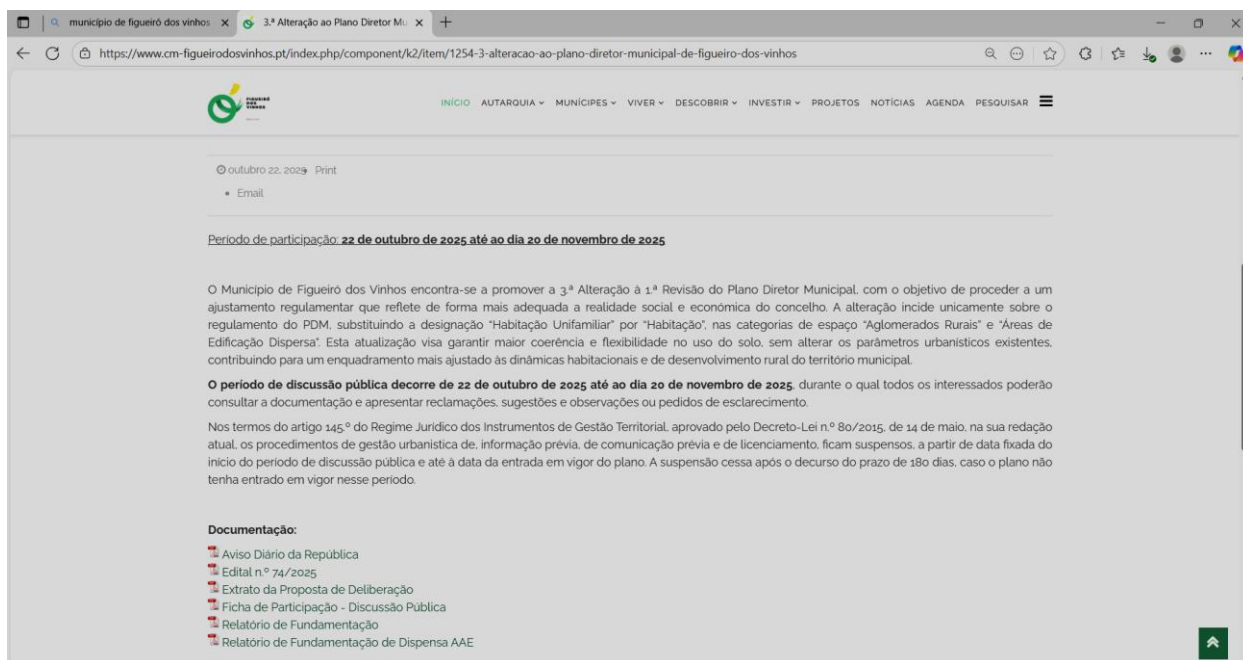 município de figueiró dos vinhos
3.ª Alteração ao Plano Diretor Mu
https://www.cm-figueirodosvinhos.pt/index.php/component/k2/item/1254-3-alteracao-ao-plano-diretor-municipal-de-figueiro-dos-vinhos
FIGUEIRÓ
DOS
VINHOS
INÍCIO AUTARQUIA MUNÍCIPES VIVER DESCOBRIR INVESTIR PROJETOS NOTÍCIAS AGENDA PESQUISAR
outubro 22, 2025 Print
• Email
Período de participação: 22 de outubro de 2025 até ao dia 20 de novembro de 2025
O Município de Figueiró dos Vinhos encontra-se a promover a 3.ª Alteração à 1.ª Revisão do Plano Diretor Municipal, com o objetivo de proceder a um
ajustamento regulamentar que reflete de forma mais adequada a realidade social e económica do concelho. A alteração incide unicamente sobre o
regulamento do PDM, substituindo a designação "Habitação Unifamiliar" por "Habitação", nas categorias de espaço "Aglomerados Rurais" e "Áreas de
Edificação Dispersa". Esta atualização visa garantir maior coerência e flexibilidade no uso do solo, sem alterar os parâmetros urbanísticos existentes,
contribuindo para um enquadramento mais ajustado às dinâmicas habitacionais e de desenvolvimento rural do território municipal.
O período de discussão pública decorre de 22 de outubro de 2025 até ao dia 20 de novembro de 2025, durante o qual todos os interessados poderão
consultar a documentação e apresentar reclamações, sugestões e observações ou pedidos de esclarecimento.
Nos termos do artigo 145.º do Regime Jurídico dos Instrumentos de Gestão Territorial, aprovado pelo Decreto-Lei n.º 80/2015, de 14 de maio, na sua redação
atual, os procedimentos de gestão urbanistica de, informação prévia, de comunicação prévia e de licenciamento, ficam suspensos, a partir de data fixada do
início do período de discussão pública e até à data da entrada em vigor do plano. A suspensão cessa após o decurso do prazo de 180 dias, caso o plano não
tenha entrado em vigor nesse período.
Documentação:
Aviso Diário da República
Edital n.º 74/2025
Extrato da Proposta de Deliberação
Ficha de Participação - Discussão Pública
Relatório de Fundamentação
Relatório de Fundamentação de Dispensa AAE